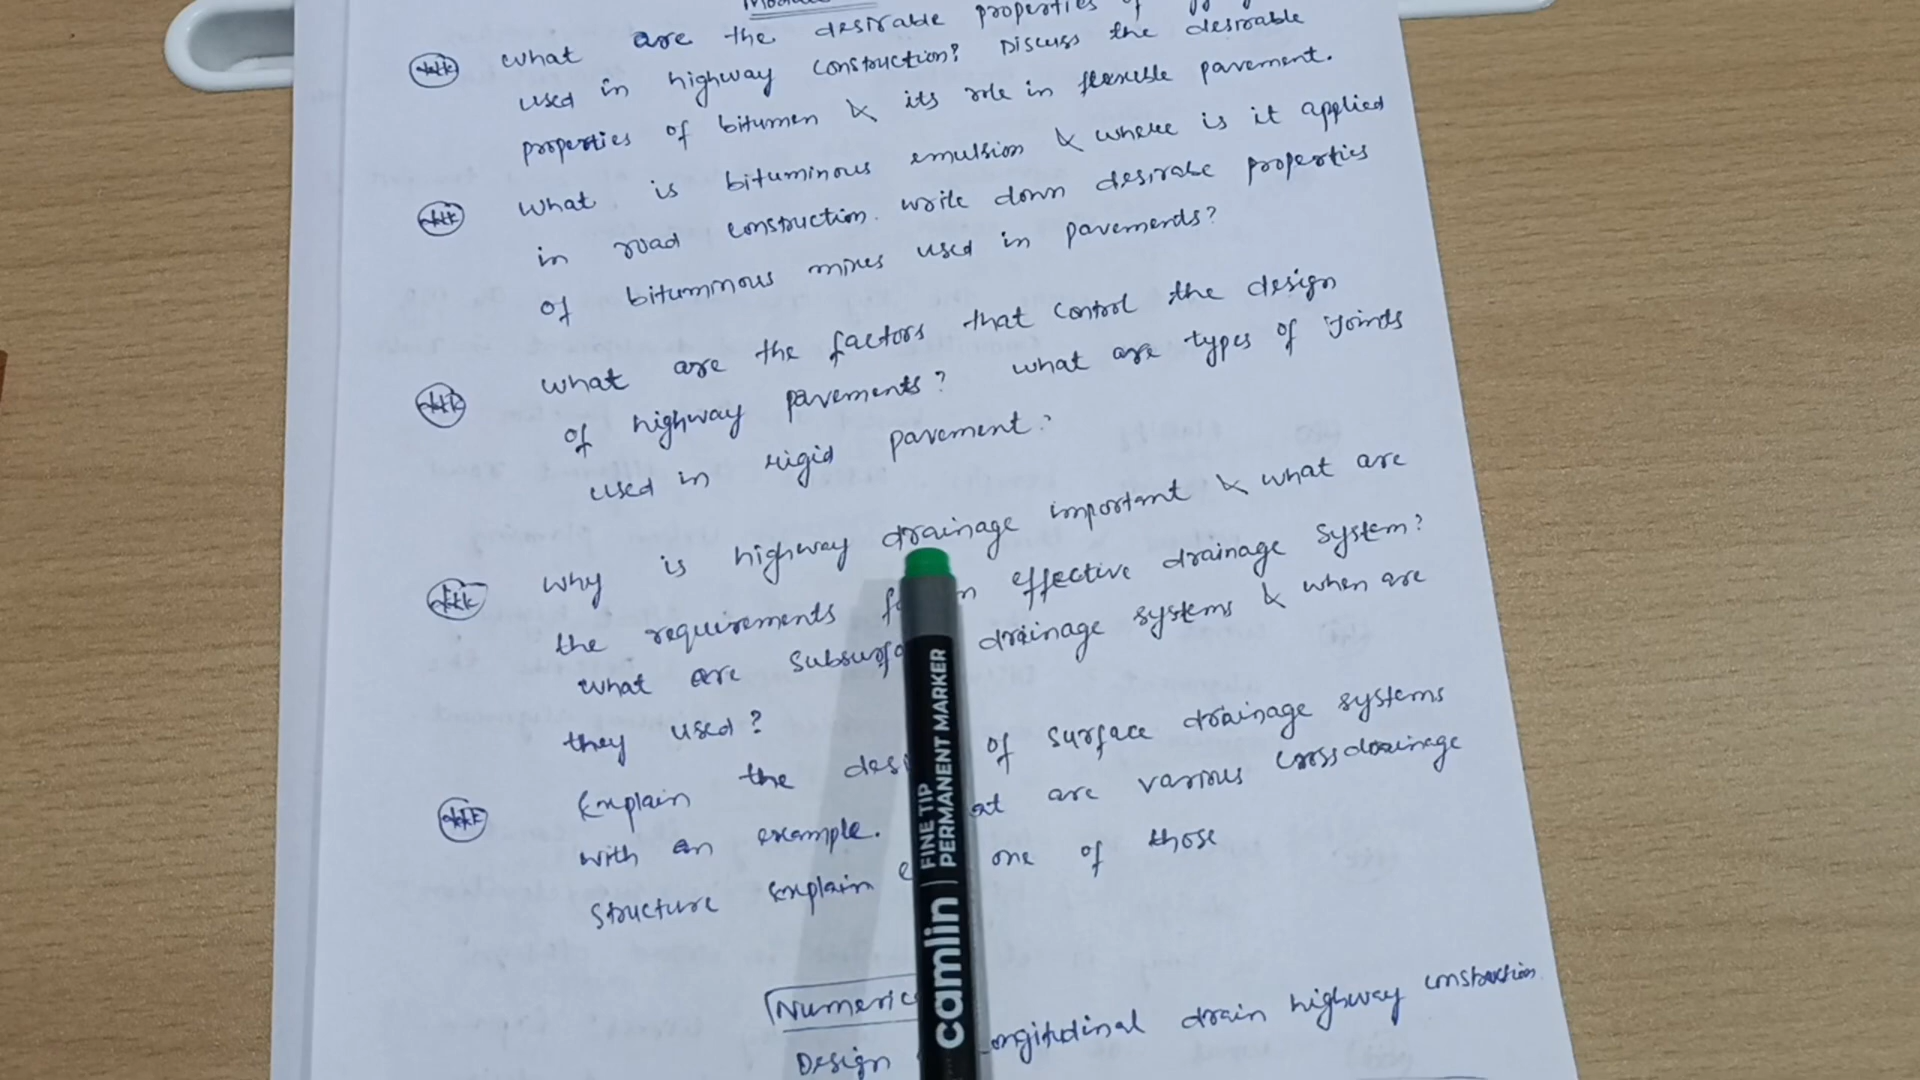 *** What are the desirable properties of
used in highway construction? Discuss the desirable
properties of bitumen & its role in flexible pavement.
*** What is bituminous emulsion & where is it applied
in road construction. write down desirable properties
of bituminous mixes used in pavements?
*** What are the factors that control the design
of highway pavements? What are types of Joints
used in rigid pavement?
*** Why is highway drainage important & what are
the requirements effective drainage system?
What are drainage systems & when are
they used?
*** Explain the of surface drainage systems
with an example. are various cross drainage
structure Explain one of those
Design drain highway construction
camlin | FINE TIP PERMANENT MARKER